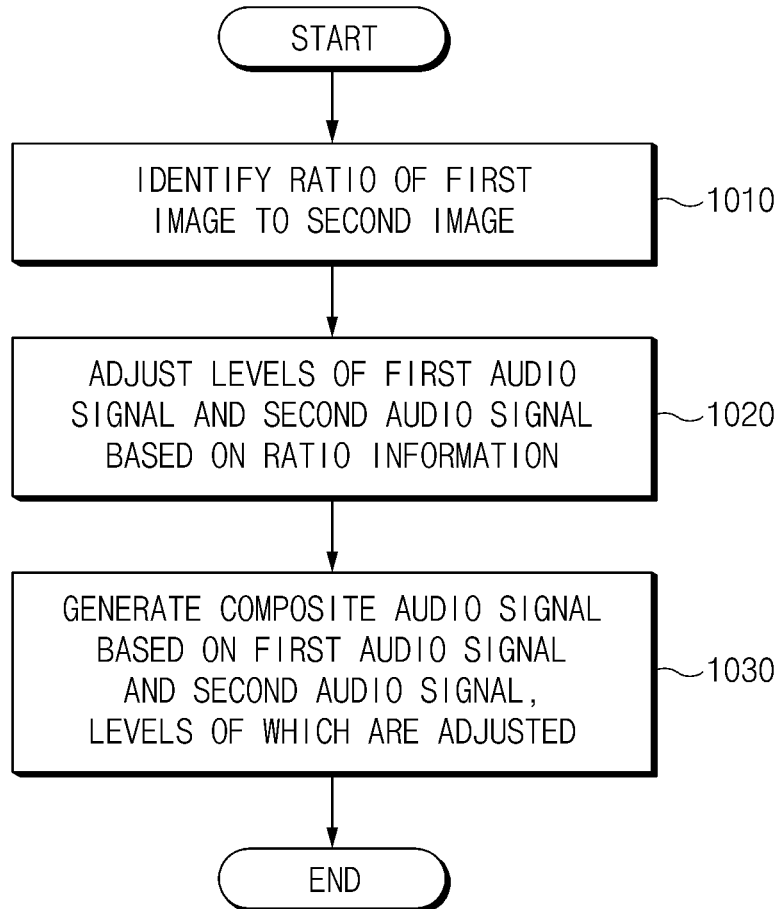 START
IDENTIFY RATIO OF FIRST
IMAGE TO SECOND IMAGE
1010
ADJUST LEVELS OF FIRST AUDIO
SIGNAL AND SECOND AUDIO SIGNAL
BASED ON RATIO INFORMATION
1020
GENERATE COMPOSITE AUDIO SIGNAL
BASED ON FIRST AUDIO SIGNAL
AND SECOND AUDIO SIGNAL,
LEVELS OF WHICH ARE ADJUSTED
1030
END